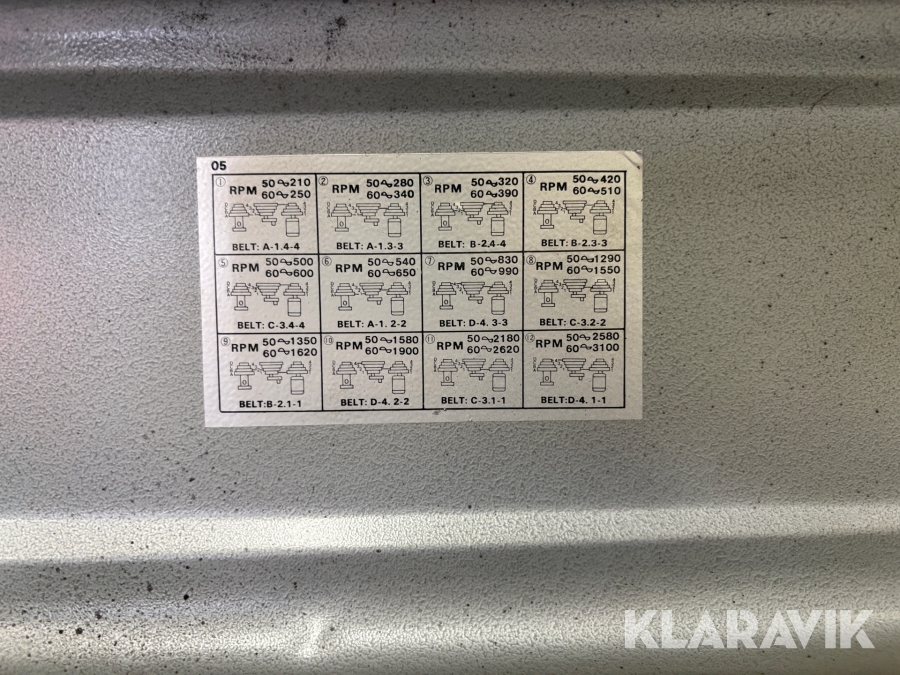 05
① RPM 50∿210
60∿250
BELT: A-1.4-4
② RPM 50∿280
60∿340
BELT: A-1.3-3
③ RPM 50∿320
60∿390
BELT: B-2,4-4
④ RPM 50∿420
60∿510
BELT: B-2.3-3
⑤ RPM 50∿500
60∿600
BELT: C-3.4-4
⑥ RPM 50∿540
60∿650
BELT: A-1. 2-2
⑦ RPM 50∿830
60∿990
BELT: D-4. 3-3
⑧ RPM 50∿1290
60∿1550
BELT: C-3.2-2
⑨ RPM 50∿1350
60∿1620
BELT:B-2.1-1
⑩ RPM 50∿1580
60∿1900
BELT: D-4. 2-2
⑪ RPM 50∿2180
60∿2620
BELT: C-3.1-1
⑫ RPM 50∿2580
60∿3100
BELT:D-4. 1-1
KLARAVIK